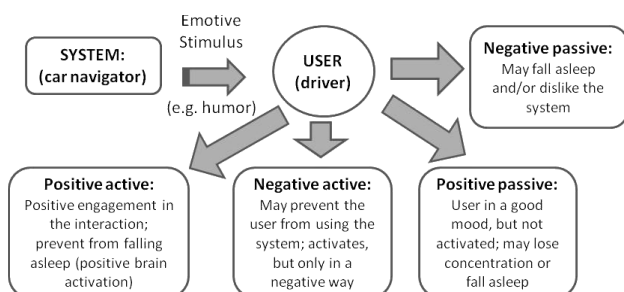 Emotive
Stimulus
SYSTEM:
(car navigator)
(e.g. humor)
USER
(driver)
Negative passive:
May fall asleep
and/or dislike the
system
Positive active:
Positive engagement in
the interaction;
prevent from falling
asleep (positive brain
activation)
Negative active:
May prevent the
user from using the
system; activates,
but only in a
negative way
Positive passive:
User in a good
mood, but not
activated; may lose
concentration or
fall asleep